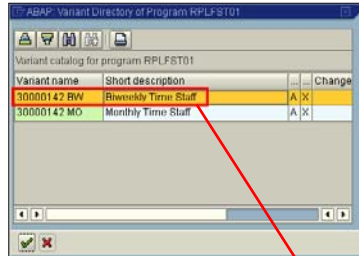 ABAP: Variant Directory of Program RPLFST01
Variant catalog for program RPLFST01
Variant name Short description ... ... Change
30000142 BW Biweekly Time Staff A X
30000142 MO Monthly Time Staff A X